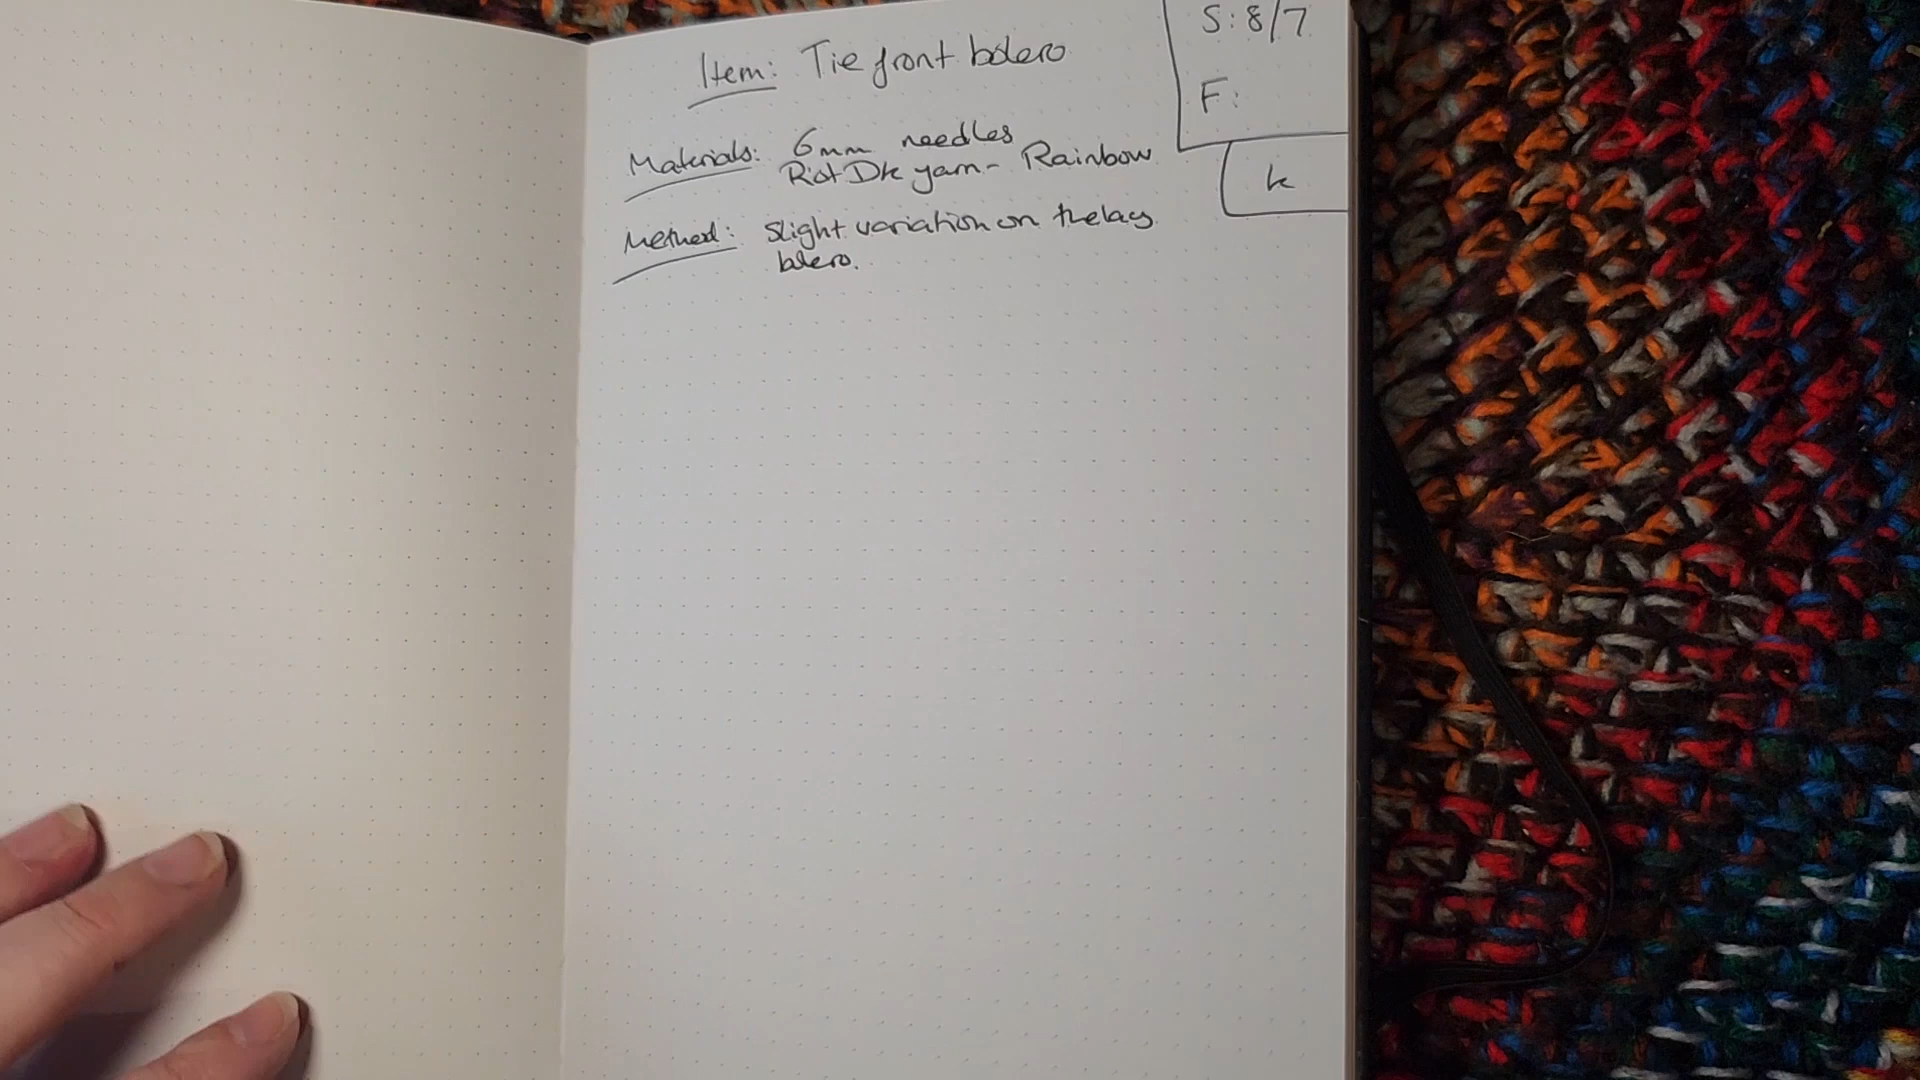 Item: Tie front bolero
S: 8/7
F:
Materials: 6mm needles
Riot Dk yarn - Rainbow
k
Method: Slight variation on the lacy
bolero.